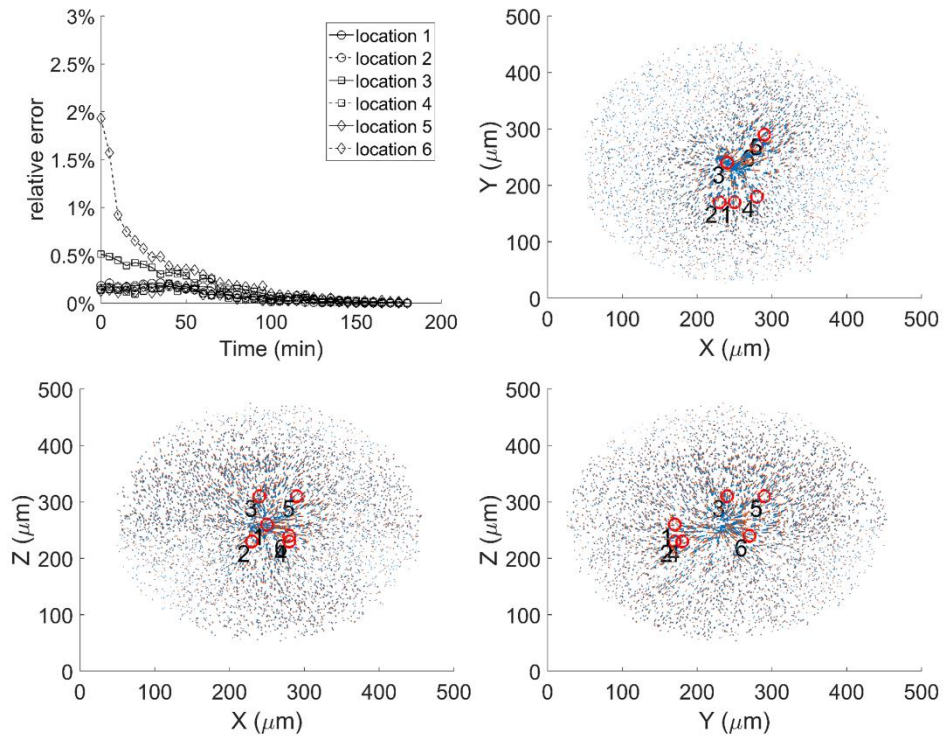 3%
2.5%
2%
1.5%
1%
0.5%
0%
relative error
0 50 100 150 200
Time (min)
location 1
location 2
location 3
location 4
location 5
location 6
500
400
300
200
100
0
Y (μm)
5
3
2 1 4
0 100 200 300 400 500
X (μm)
500
400
300
200
100
0
Z (μm)
3 5
1
2 6
0 100 200 300 400 500
X (μm)
500
400
300
200
100
0
Z (μm)
3 5
1
2 6
0 100 200 300 400 500
Y (μm)